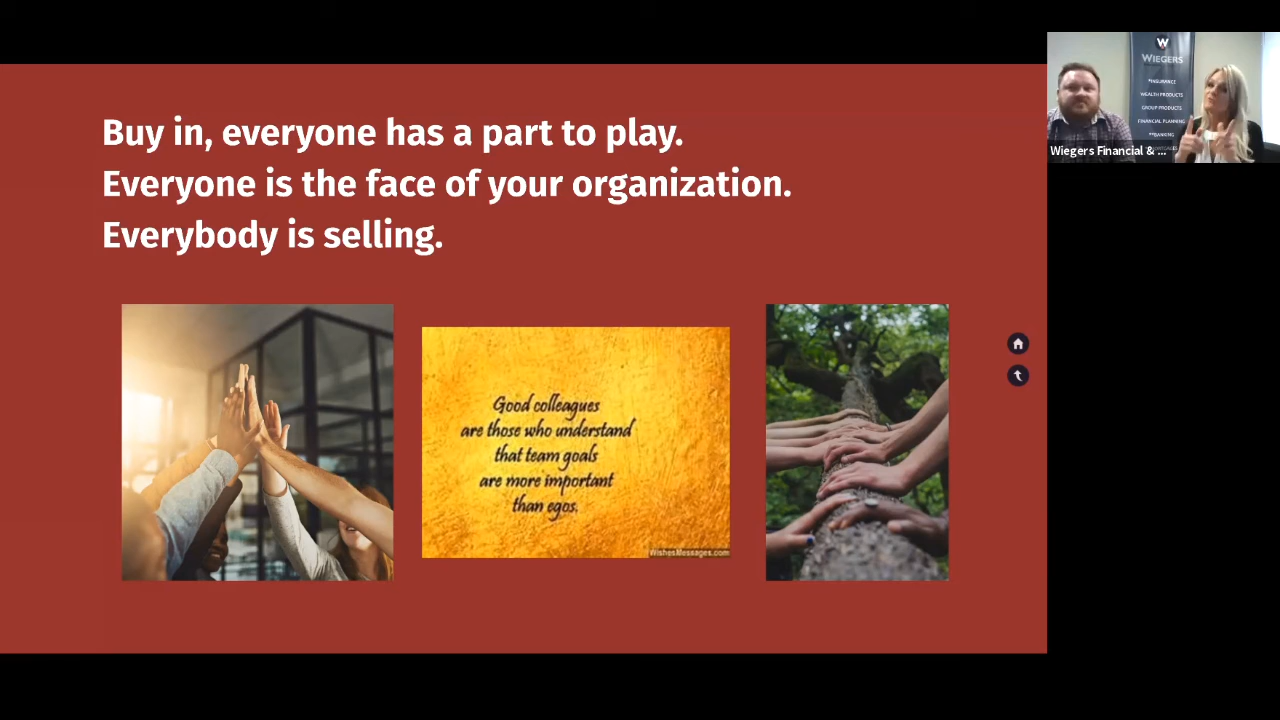 Buy in, everyone has a part to play.
Everyone is the face of your organization.
Everybody is selling.
Good colleagues
are those who understand
that team goals
are more important
than egos.
WishesMessages.com
W
WIEGERS
*INSURANCE
WEALTH PRODUCTS
GROUP PRODUCTS
FINANCIAL PLANNING
**BANKING
Wiegers Financial & ...